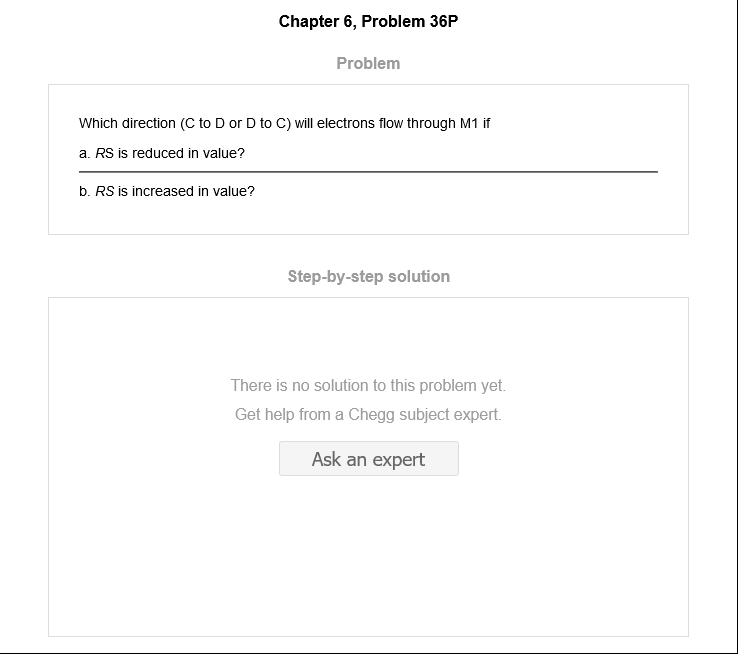 Chapter 6, Problem 36P
Problem
Which direction (C to D or D to C) will electrons flow through M1 if
a. RS is reduced in value?
b. RS is increased in value?
Step-by-step solution
There is no solution to this problem yet.
Get help from a Chegg subject expert.
Ask an expert